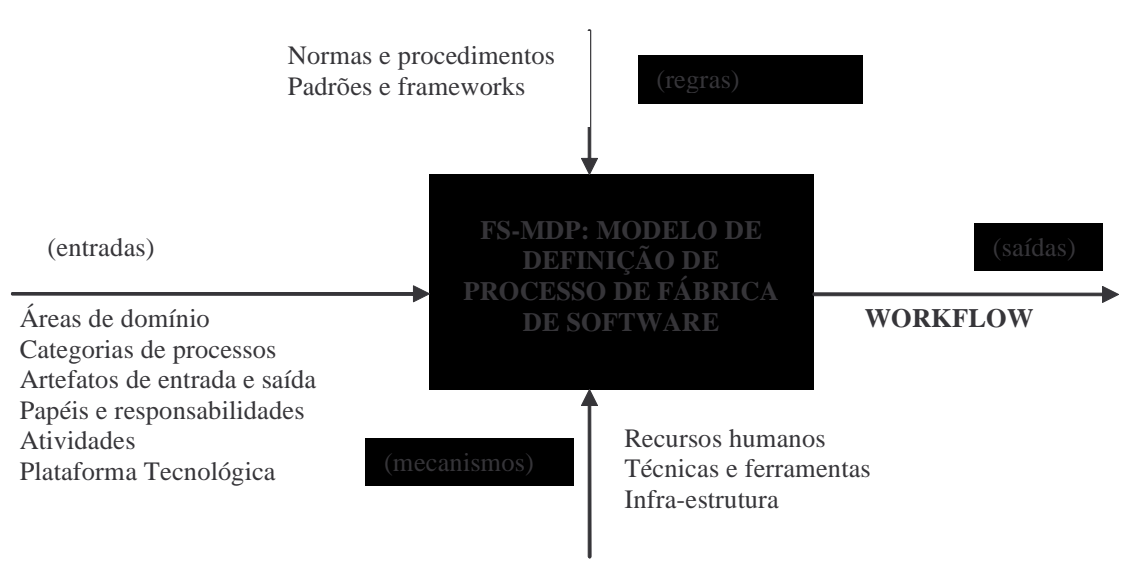 Normas e procedimentos
Padrões e frameworks
(regras)
FS-MDP: MODELO DE
DEFINIÇÃO DE
PROCESSO DE FÁBRICA
DE SOFTWARE
(entradas)
(saídas)
Áreas de domínio
Categorias de processos
Artefatos de entrada e saída
Papéis e responsabilidades
Atividades
Plataforma Tecnológica
WORKFLOW
(mecanismos)
Recursos humanos
Técnicas e ferramentas
Infra-estrutura